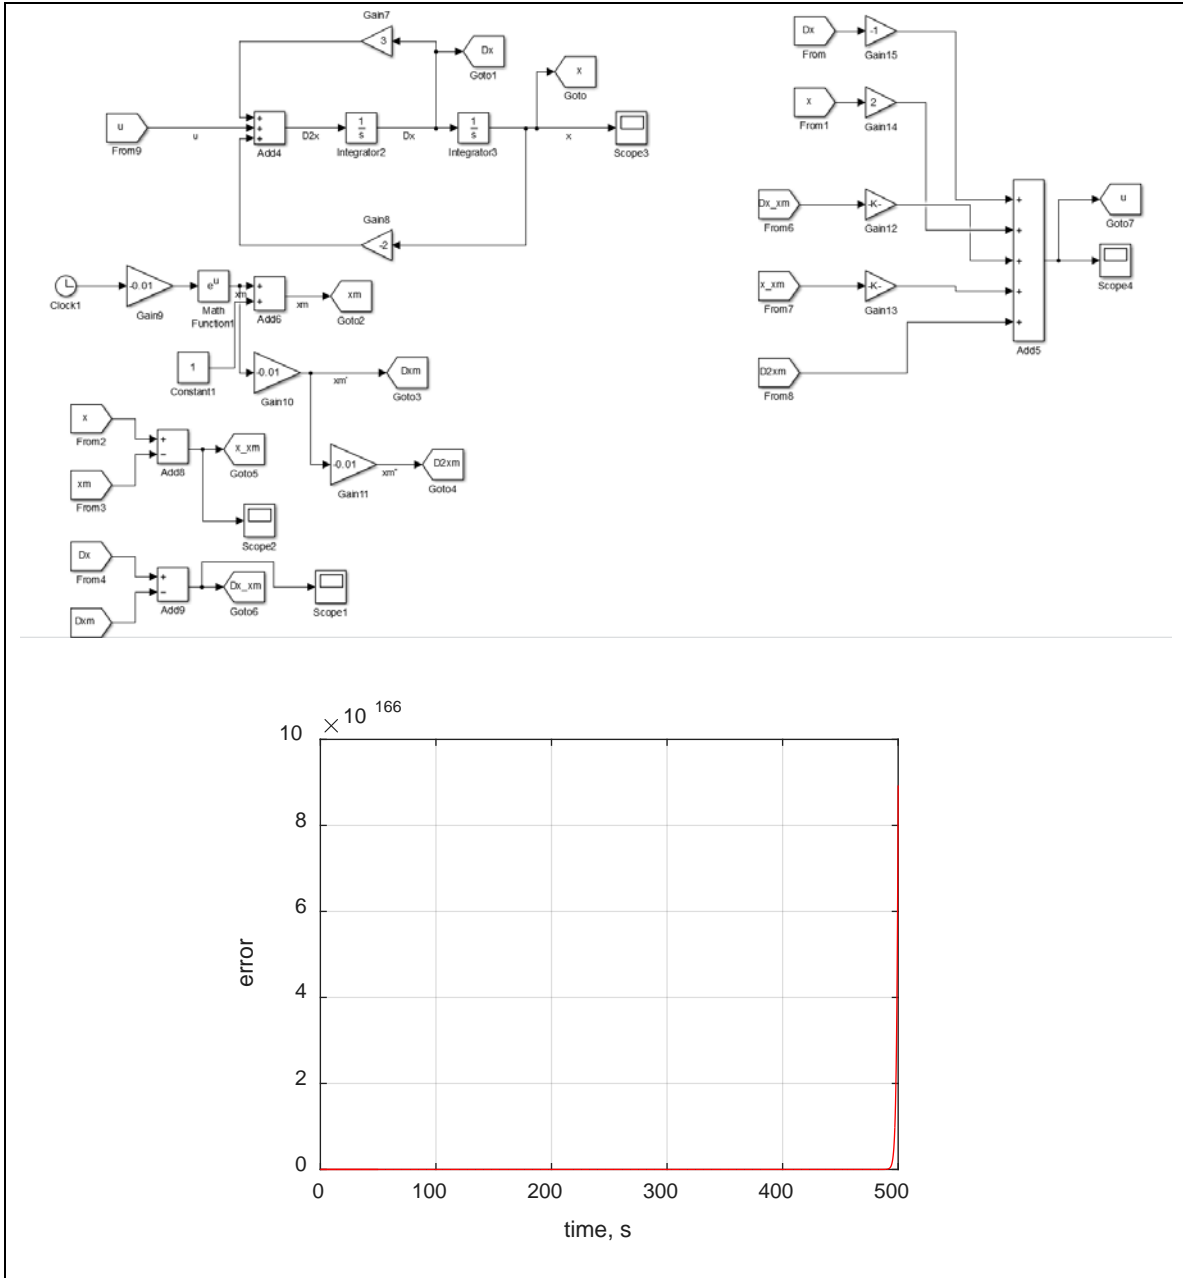 Gain7
3
Dx
Goto1
x
Goto
u
From9
u
Add4
D2x
1
s
Integrator2
Dx
1
s
Integrator3
x
Scope3
Gain8
-2
Clock1
-0.01
Gain9
eu
Math
Function1
xm
Add6
xm
xm
Goto2
1
Constant1
-0.01
Gain10
xm'
Dxm
Goto3
-0.01
Gain11
xm"
D2xm
Goto4
x
From2
xm
From3
Add8
x_xm
Goto5
Scope2
Dx
From4
Dxm
Add9
Dx_xm
Goto6
Scope1
Dx
From
-1
Gain15
x
From1
2
Gain14
Dx_xm
From6
-K-
Gain12
x_xm
From7
-K-
Gain13
D2xm
From8
Add5
u
Goto7
Scope4
× 10 166
10
8
6
4
2
0
error
0 100 200 300 400 500
time, s